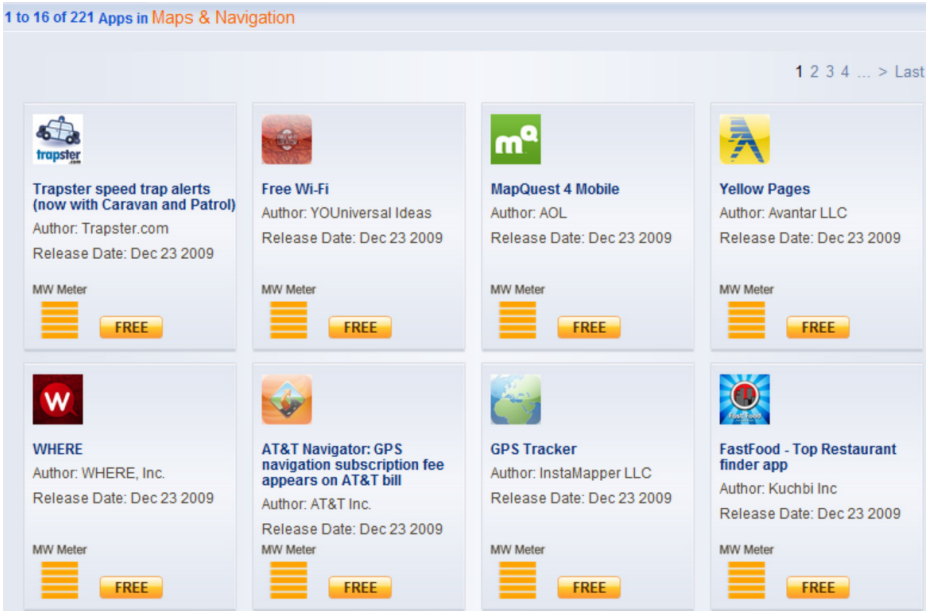 1 to 16 of 221 Apps in Maps & Navigation
1 2 3 4 ... > Last
trapster
.com
Trapster speed trap alerts
(now with Caravan and Patrol)
Author: Trapster.com
Release Date: Dec 23 2009
MW Meter
FREE
Free Wi-Fi
Author: YOUniversal Ideas
Release Date: Dec 23 2009
MW Meter
FREE
mQ
MapQuest 4 Mobile
Author: AOL
Release Date: Dec 23 2009
MW Meter
FREE
Yellow Pages
Author: Avantar LLC
Release Date: Dec 23 2009
MW Meter
FREE
W
WHERE
Author: WHERE, Inc.
Release Date: Dec 23 2009
MW Meter
FREE
AT&T Navigator: GPS
navigation subscription fee
appears on AT&T bill
Author: AT&T Inc.
Release Date: Dec 23 2009
MW Meter
FREE
GPS Tracker
Author: InstaMapper LLC
Release Date: Dec 23 2009
MW Meter
FREE
Fast Food
FastFood - Top Restaurant
finder app
Author: Kuchbi Inc
Release Date: Dec 23 2009
MW Meter
FREE